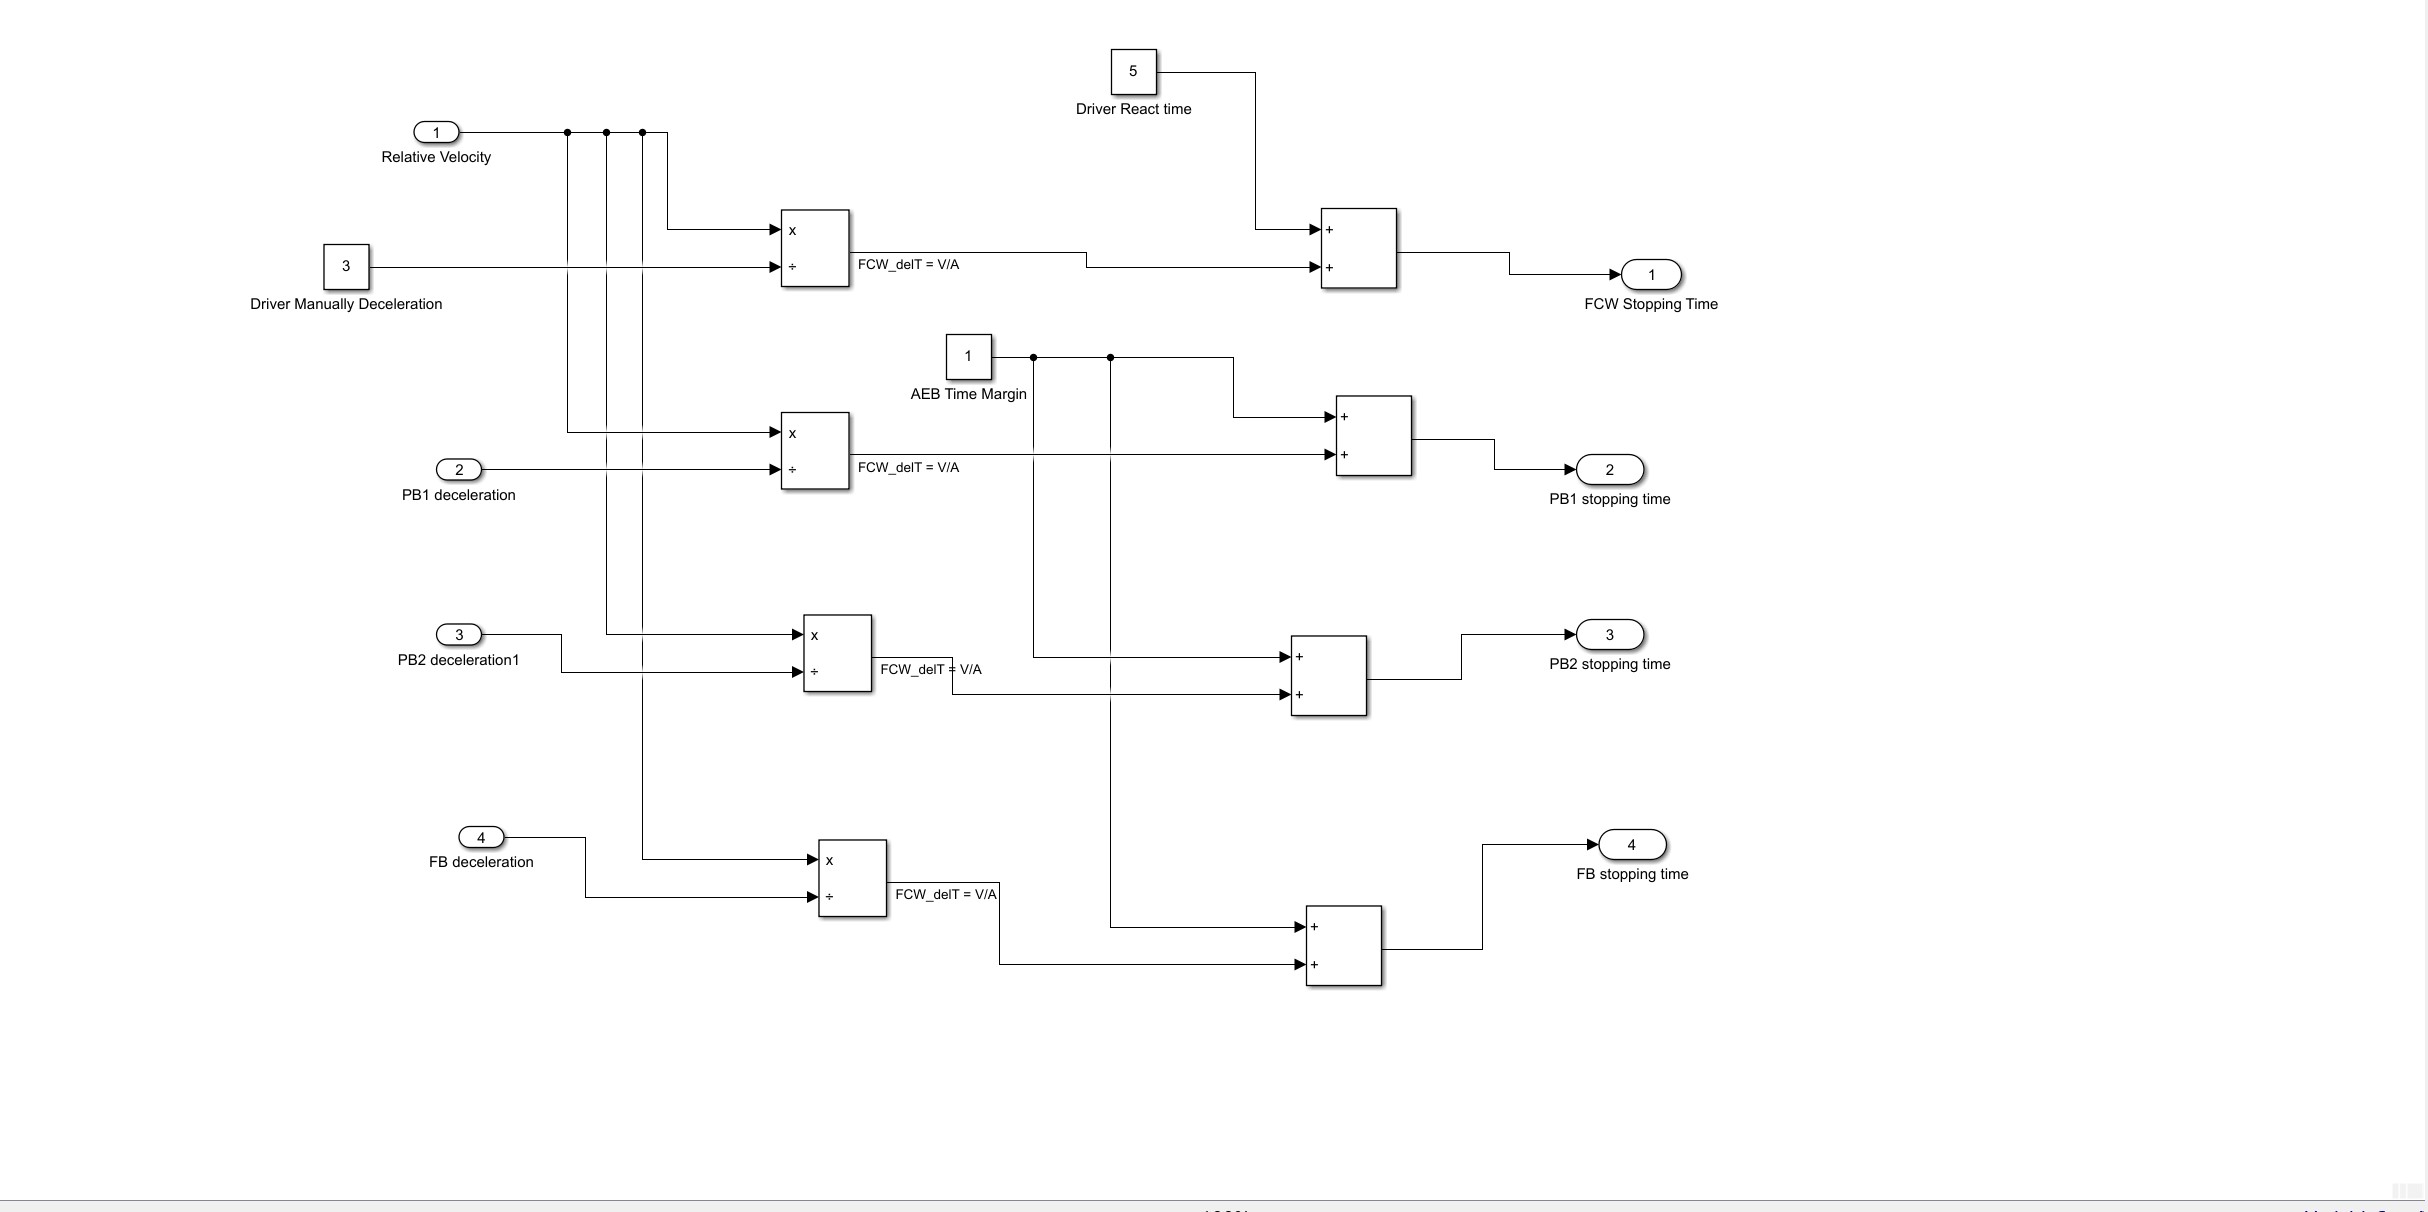 5
Driver React time
1
Relative Velocity
x
÷
FCW_delT = V/A
+
+
3
Driver Manually Deceleration
1
FCW Stopping Time
1
AEB Time Margin
x
÷
FCW_delT = V/A
+
+
2
PB1 deceleration
2
PB1 stopping time
3
PB2 deceleration1
x
÷
FCW_delT = V/A
+
+
3
PB2 stopping time
4
FB deceleration
x
÷
FCW_delT = V/A
+
+
4
FB stopping time